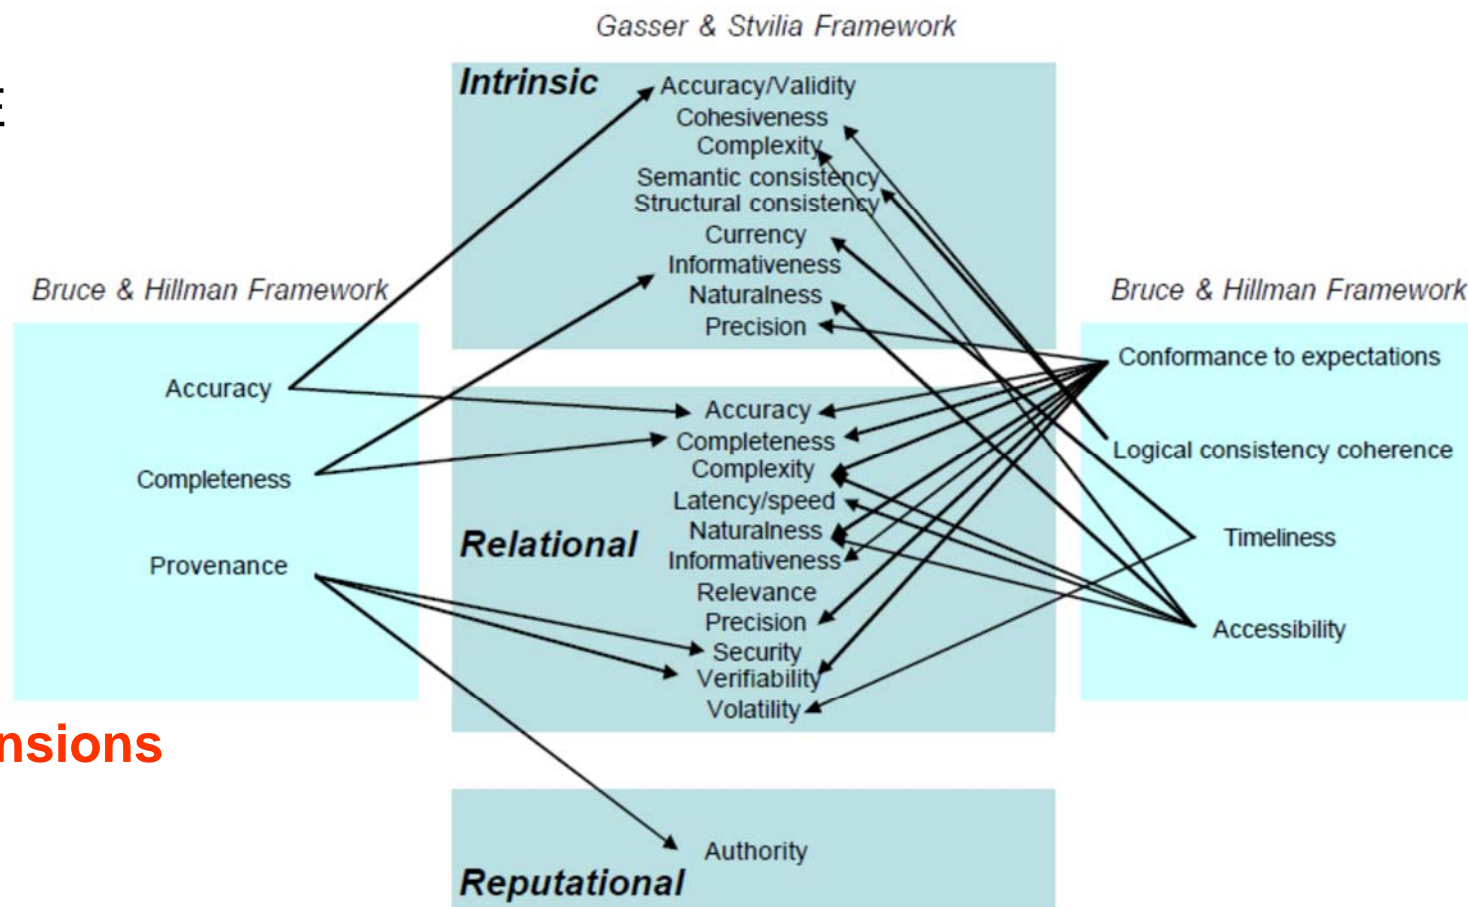 Gasser & Stvilia Framework
Intrinsic
Accuracy/Validity
Cohesiveness
Complexity
Semantic consistency
Structural consistency
Currency
Informativeness
Naturalness
Precision
Bruce & Hillman Framework
Accuracy
Completeness
Provenance
Relational
Accuracy
Completeness
Complexity
Latency/speed
Naturalness
Informativeness
Relevance
Precision
Security
Verifiability
Volatility
Bruce & Hillman Framework
Conformance to expectations
Logical consistency coherence
Timeliness
Accessibility
nsions
Authority
Reputational